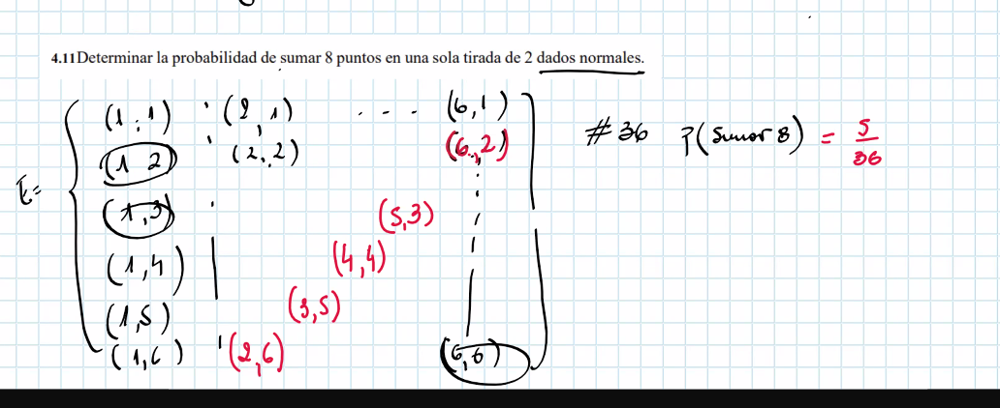 4.11Determinar la probabilidad de sumar 8 puntos en una sola tirada de 2 dados normales.
(1,1) (2,1) ... (6,1) #36 P(sumar 8) = 5/36
(1 2) (2,2) (6,2)
E=
(1,3) (5,3)
(1,4) (4,4)
(1,5) (3,5)
(1,6) (2,6) (6,6)